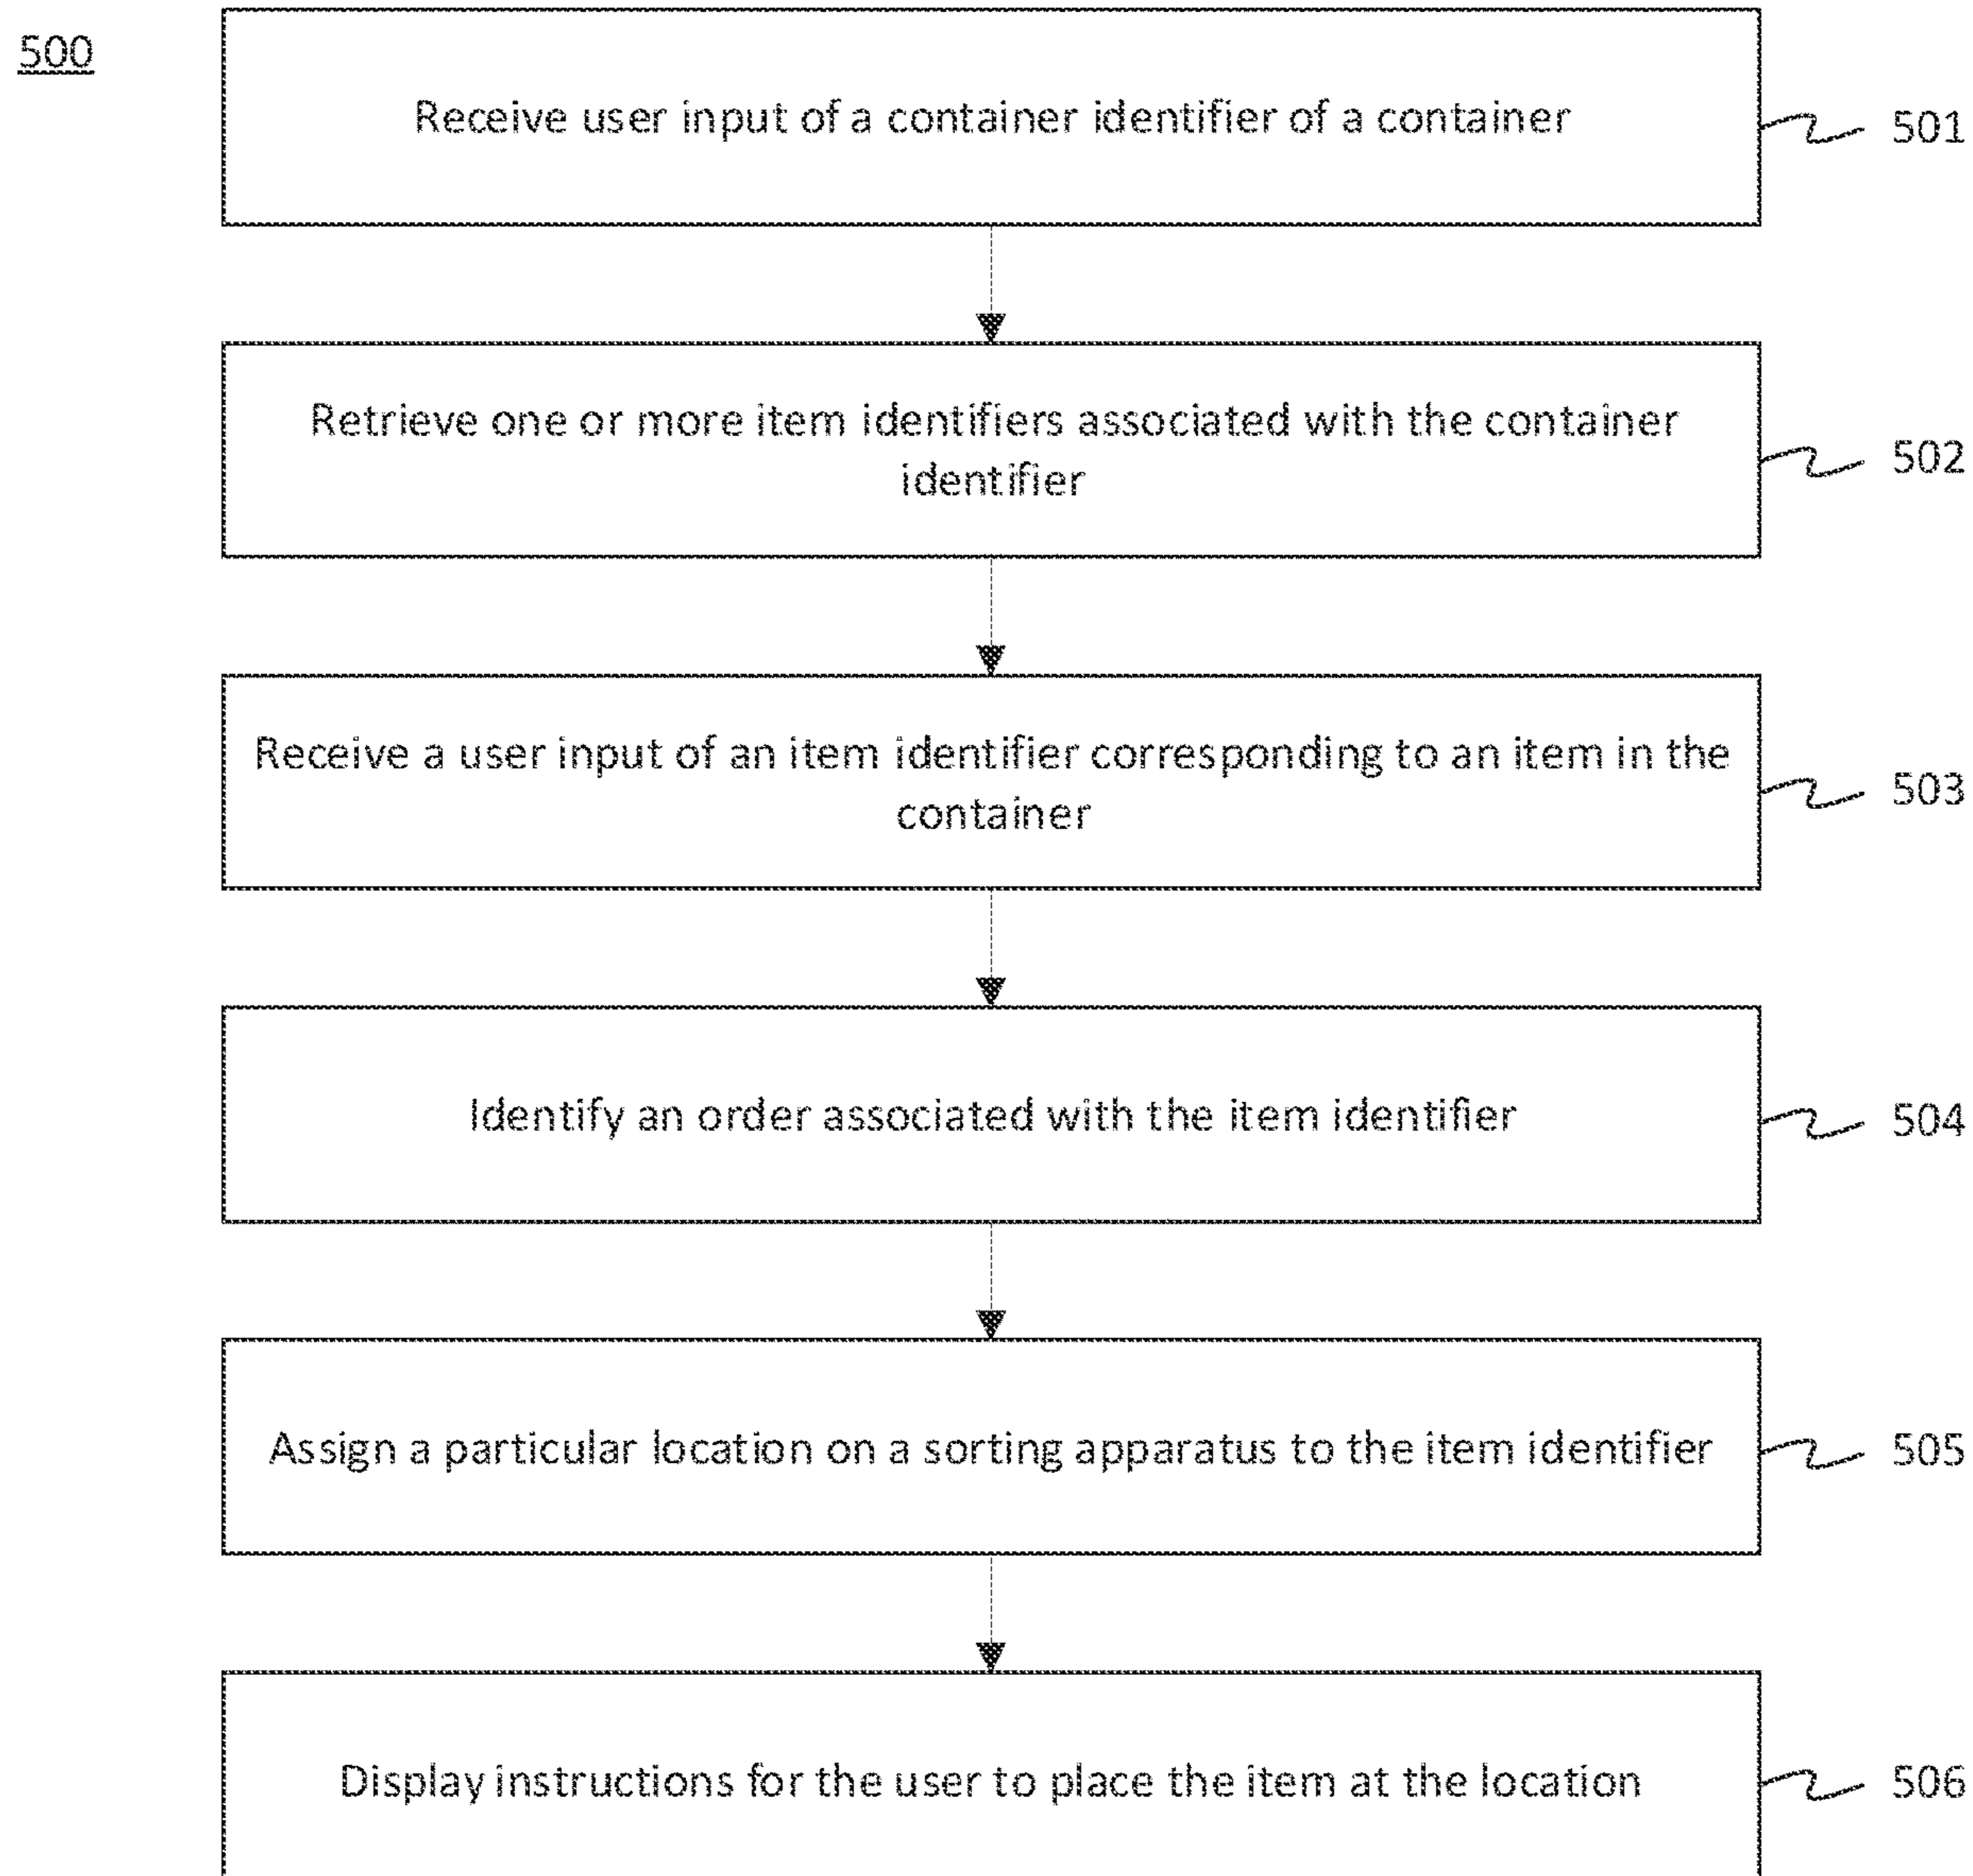 500
Receive user input of a container identifier of a container
501
Retrieve one or more item identifiers associated with the container
identifier
502
Receive a user input of an item identifier corresponding to an item in the
container
503
Identify an order associated with the item identifier
504
Assign a particular location on a sorting apparatus to the item identifier
505
Display instructions for the user to place the item at the location
506